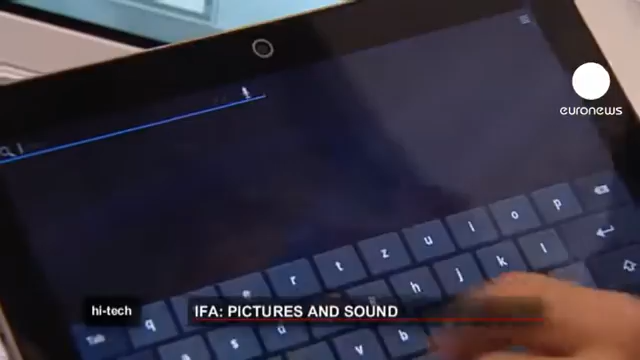 euronews
Tab q e r t z u i o p
a s d h j k l
v b
hi-tech
IFA: PICTURES AND SOUND